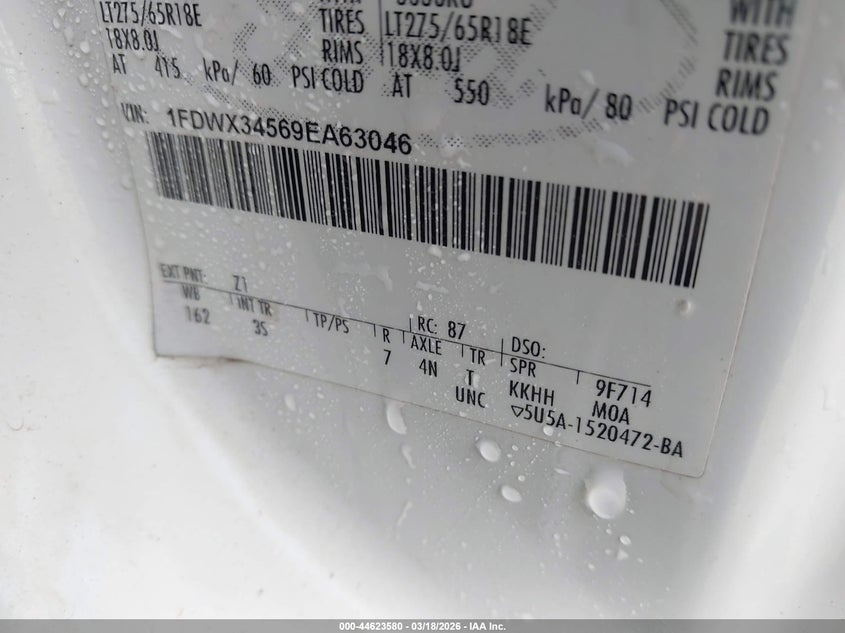 LT275/65R18E
18X8.0J
AT 415 kPa/ 60 PSI COLD
TIRES
RIMS
LT275/65R18E
18X8.0J
AT 550 kPa/ 80 PSI COLD
WITH
TIRES
RIMS
VIN: 1FDWX34569EA63046
EXT PNT: Z1 RC: 87 DSO:
WB INT TR TP/PS R AXLE TR SPR 9F714
162 3S 7 4N T KKHH M0A
UNC ▽5U5A-1520472-BA
000-44623580 - 03/18/2026 - IAA Inc.